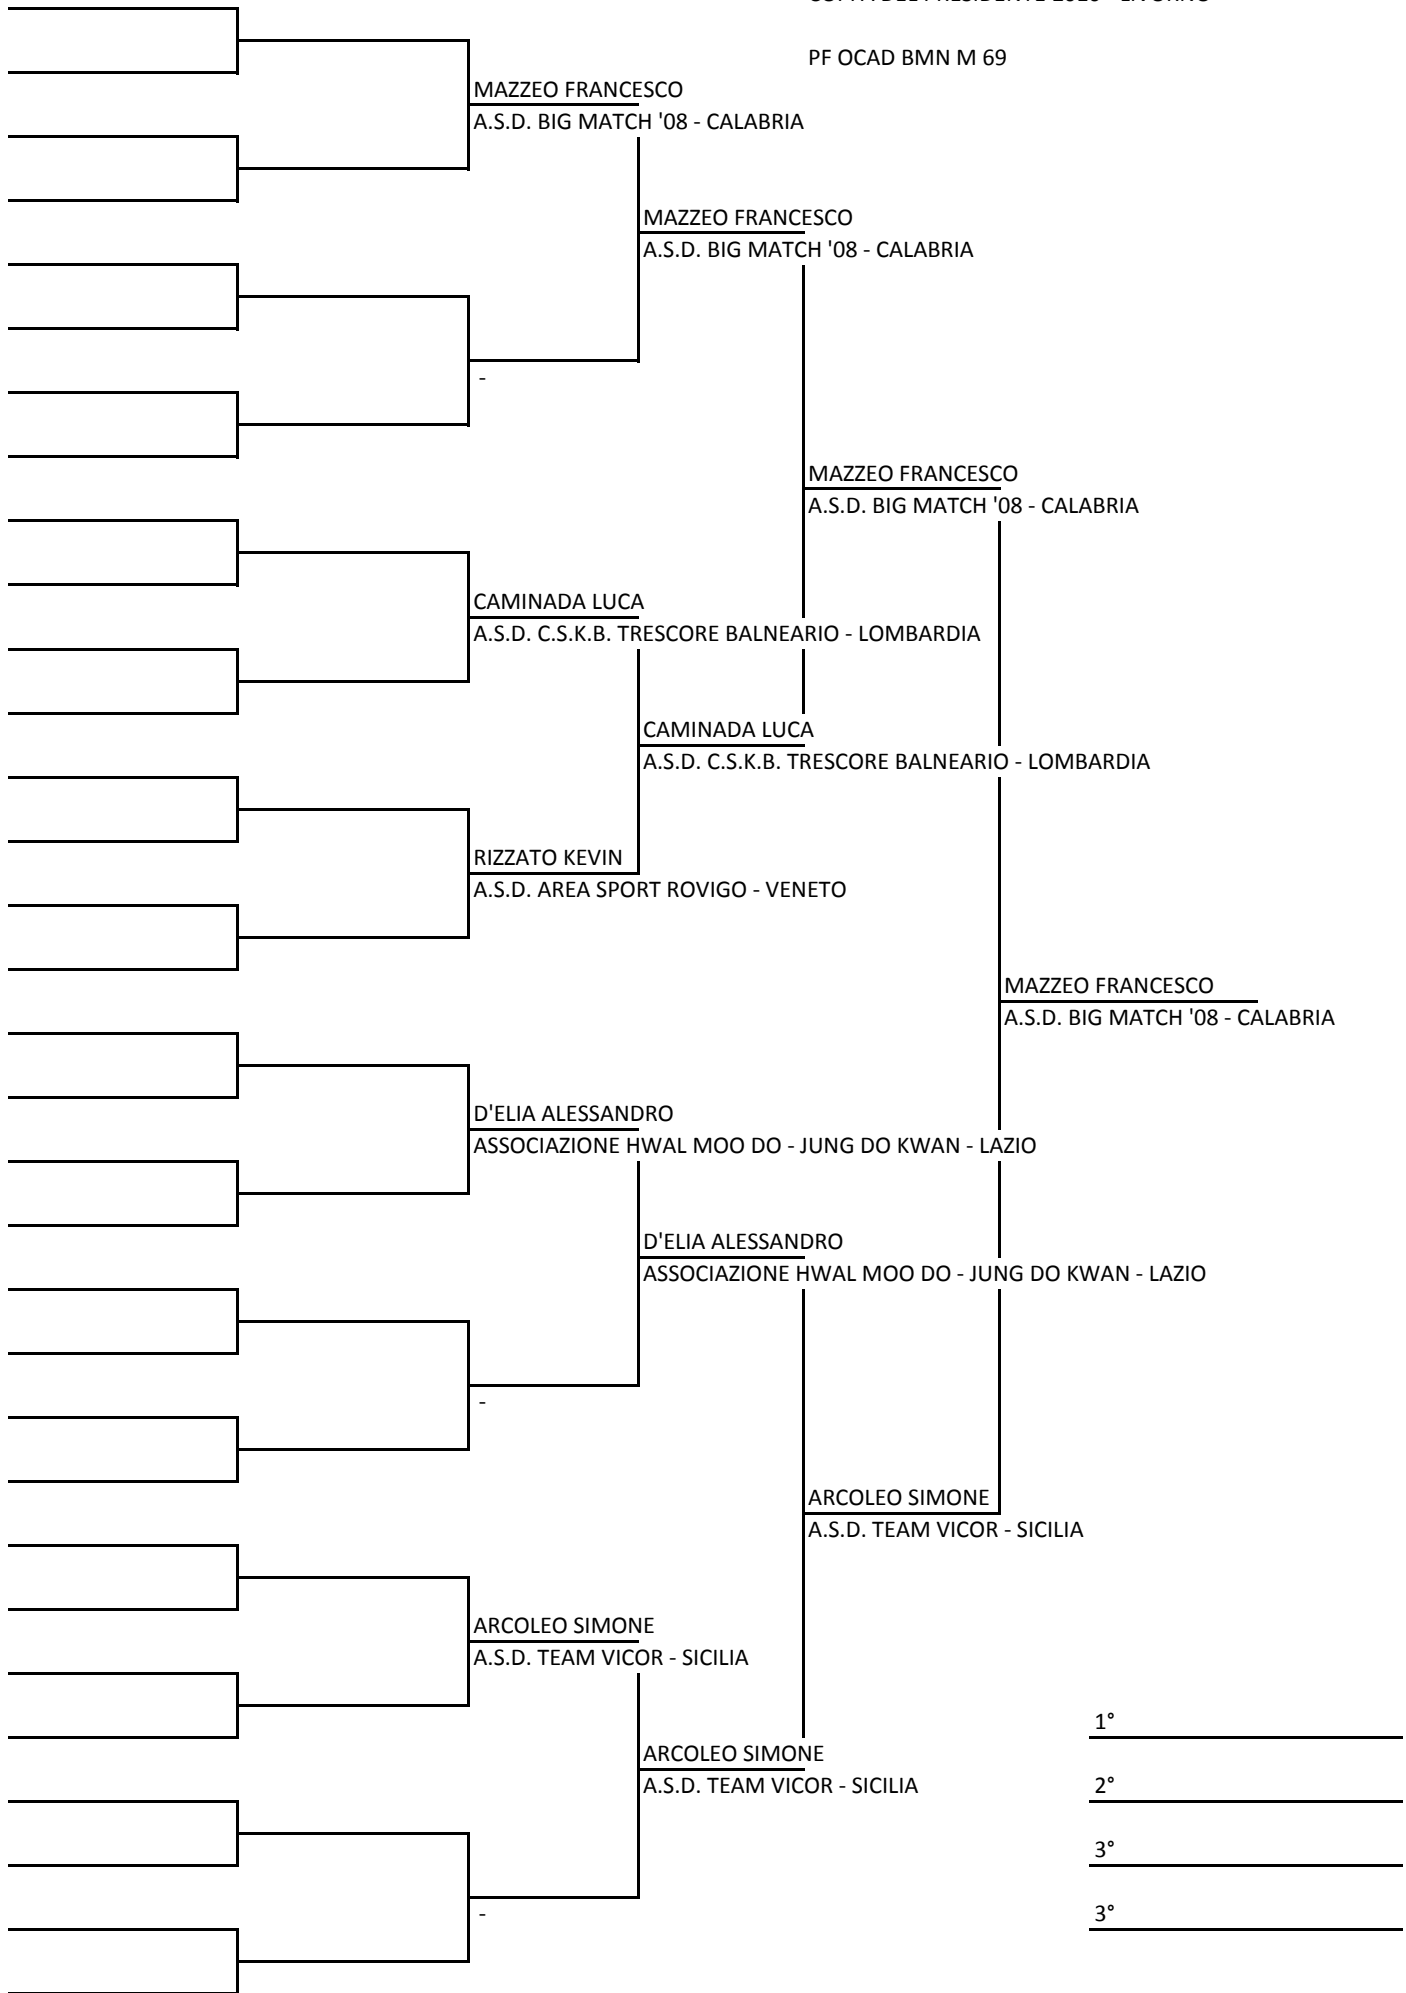 PF OCAD BMN M 69
MAZZEO FRANCESCO
A.S.D. BIG MATCH '08 - CALABRIA
MAZZEO FRANCESCO
A.S.D. BIG MATCH '08 - CALABRIA
-
MAZZEO FRANCESCO
A.S.D. BIG MATCH '08 - CALABRIA
CAMINADA LUCA
A.S.D. C.S.K.B. TRESCORE BALNEARIO - LOMBARDIA
CAMINADA LUCA
A.S.D. C.S.K.B. TRESCORE BALNEARIO - LOMBARDIA
RIZZATO KEVIN
A.S.D. AREA SPORT ROVIGO - VENETO
MAZZEO FRANCESCO
A.S.D. BIG MATCH '08 - CALABRIA
D'ELIA ALESSANDRO
ASSOCIAZIONE HWAL MOO DO - JUNG DO KWAN - LAZIO
D'ELIA ALESSANDRO
ASSOCIAZIONE HWAL MOO DO - JUNG DO KWAN - LAZIO
-
ARCOLEO SIMONE
A.S.D. TEAM VICOR - SICILIA
ARCOLEO SIMONE
A.S.D. TEAM VICOR - SICILIA
1°
ARCOLEO SIMONE
A.S.D. TEAM VICOR - SICILIA
2°
3°
-
3°